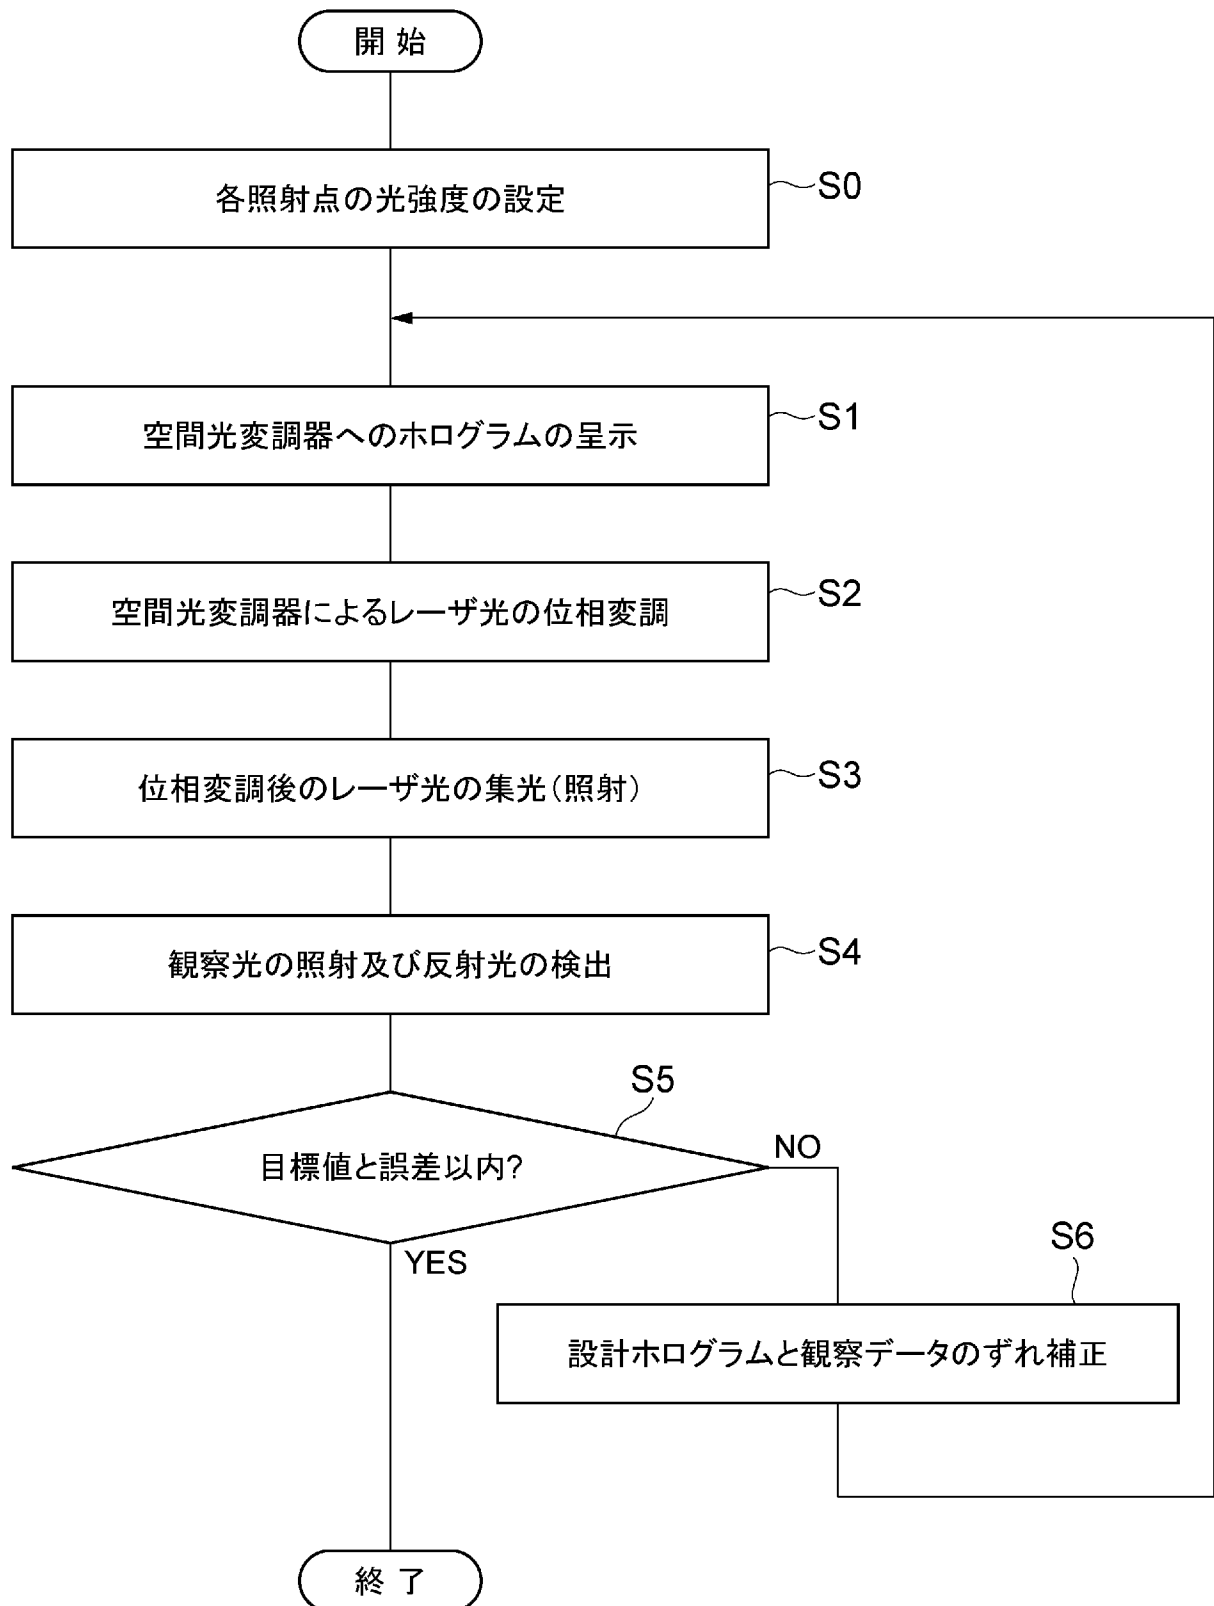 開 始
各照射点の光強度の設定
S0
空間光変調器へのホログラムの呈示
S1
空間光変調器によるレーザ光の位相変調
S2
位相変調後のレーザ光の集光(照射)
S3
観察光の照射及び反射光の検出
S4
S5
目標値と誤差以内?
NO
YES
S6
設計ホログラムと観察データのずれ補正
終 了